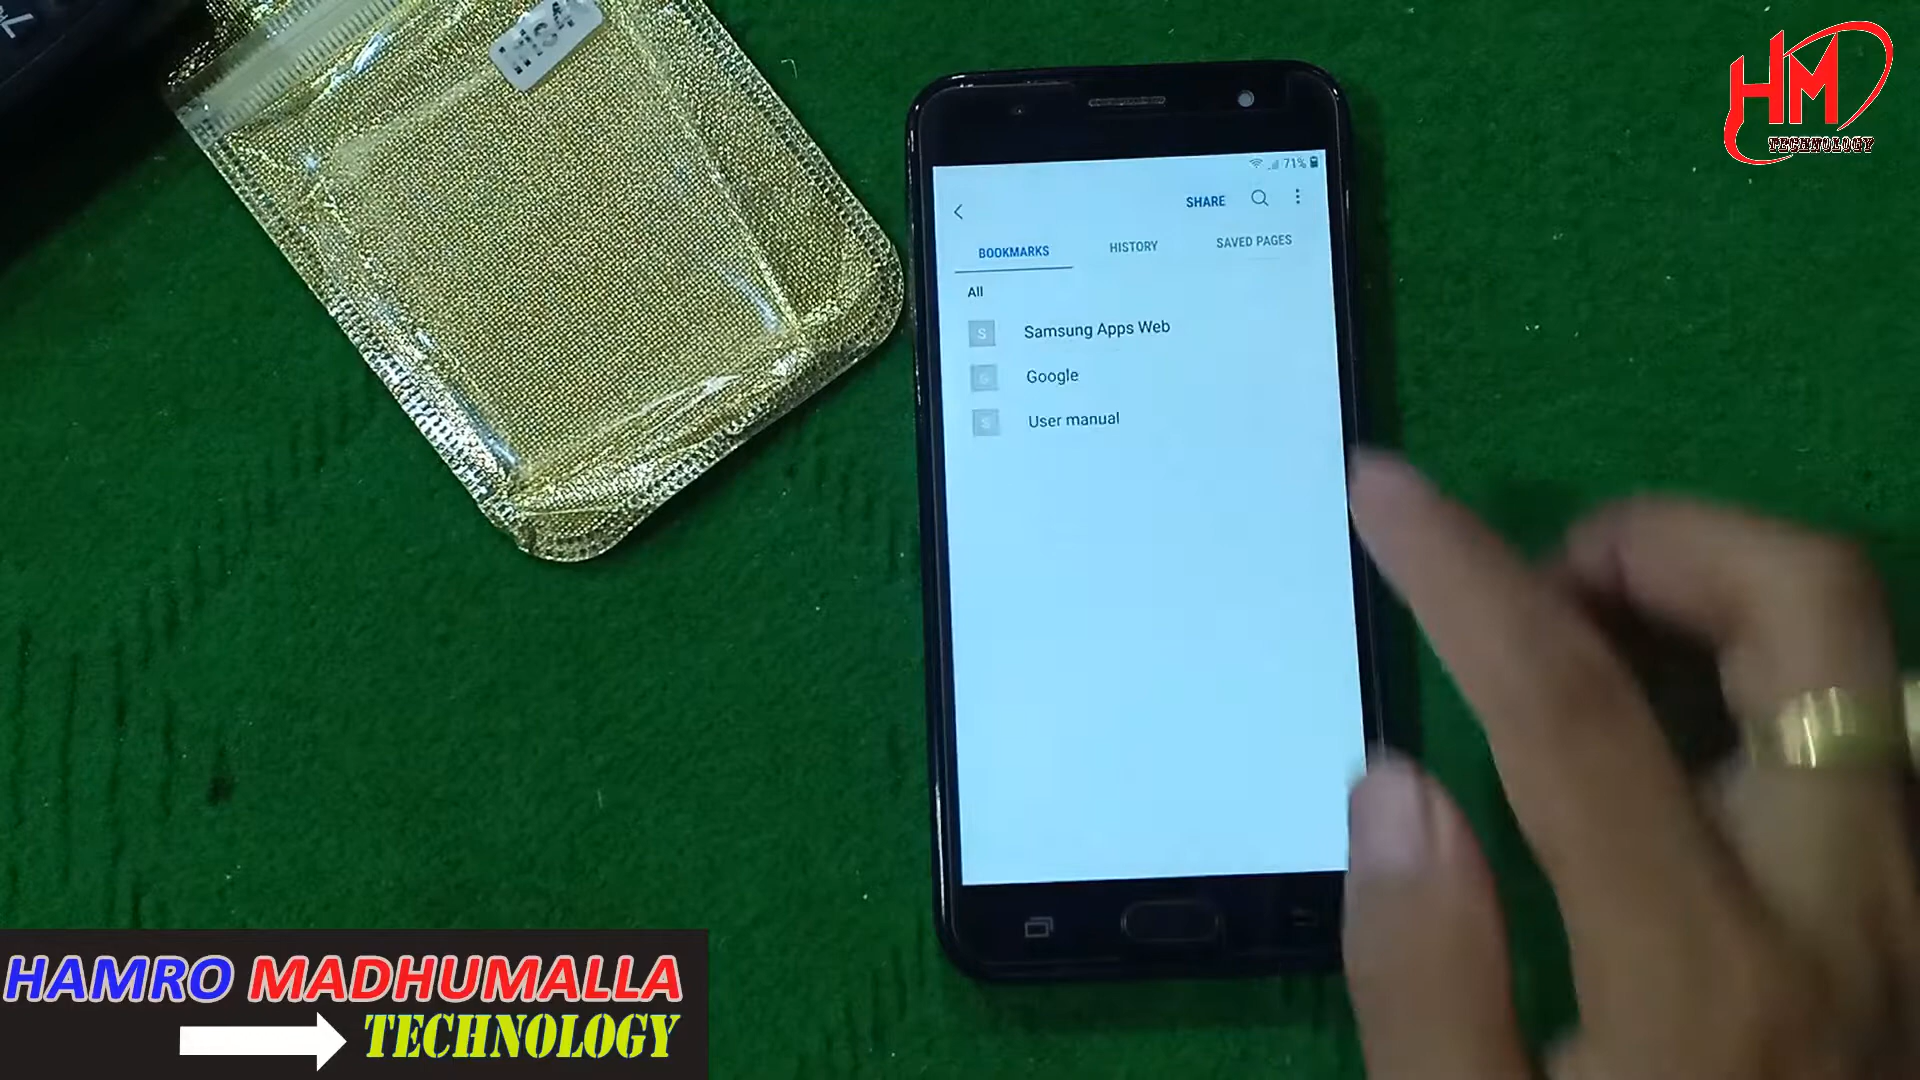 HM
TECHNOLOGY
71%
SHARE
BOOKMARKS HISTORY SAVED PAGES
All
S Samsung Apps Web
G Google
S User manual
HAMRO MADHUMALLA
TECHNOLOGY